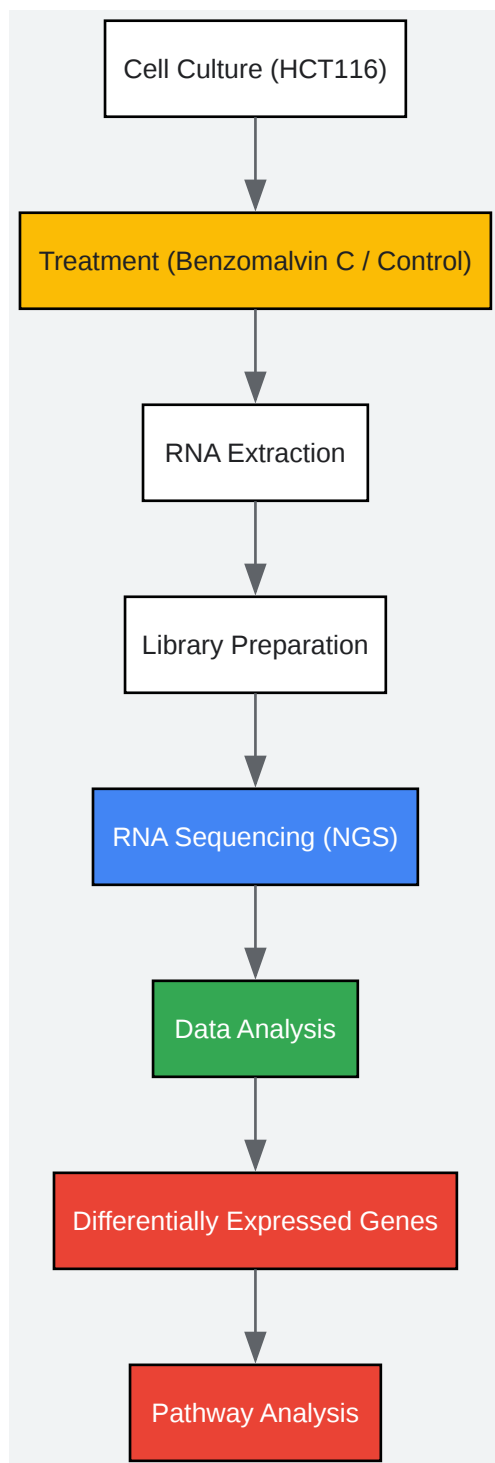 Cell Culture (HCT116)
Treatment (Benzomalvin C / Control)
RNA Extraction
Library Preparation
RNA Sequencing (NGS)
Data Analysis
Differentially Expressed Genes
Pathway Analysis